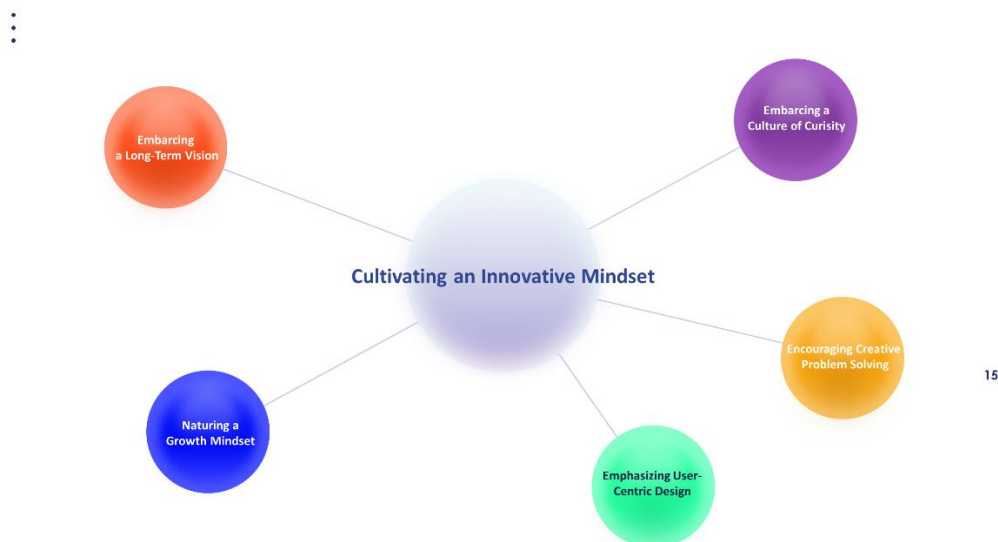 Embarcing
a Long-Term Vision
Embarcing a
Culture of Curisity
Cultivating an Innovative Mindset
Encouraging Creative
Problem Solving
15
Naturing a
Growth Mindset
Emphasizing User-
Centric Design